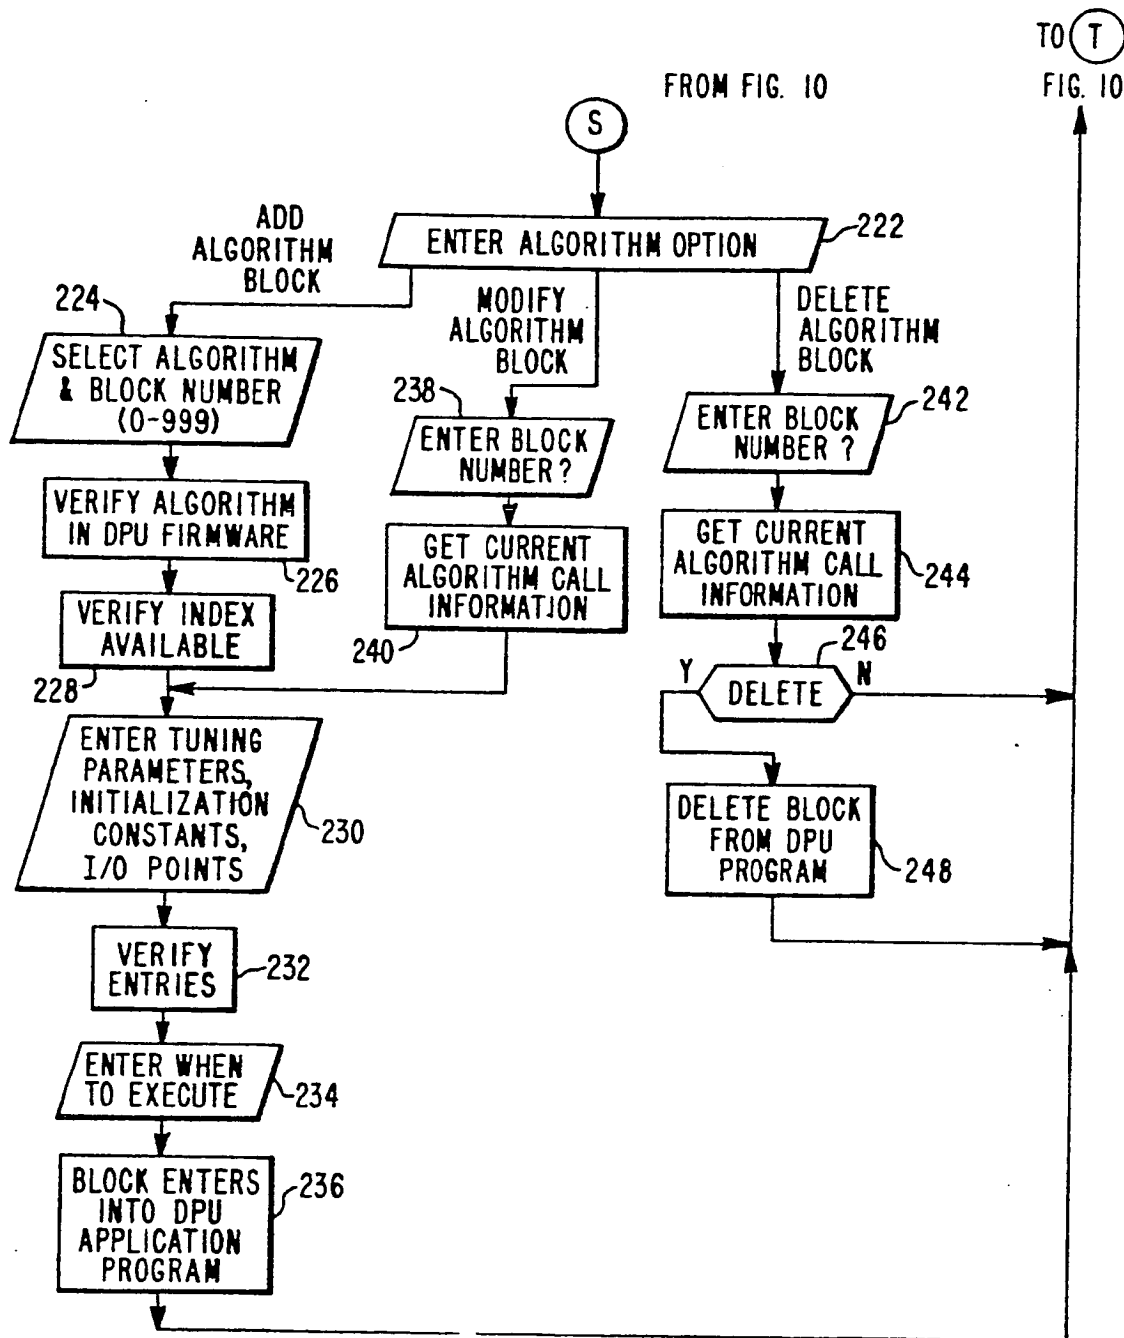 TO T
FROM FIG. 10
FIG. 10
S
ADD
ALGORITHM
BLOCK
ENTER ALGORITHM OPTION
222
MODIFY
ALGORITHM
BLOCK
DELETE
ALGORITHM
BLOCK
224
SELECT ALGORITHM
& BLOCK NUMBER
(0-999)
238
ENTER BLOCK
NUMBER?
242
ENTER BLOCK
NUMBER ?
VERIFY ALGORITHM
IN DPU FIRMWARE
226
GET CURRENT
ALGORITHM CALL
INFORMATION
240
GET CURRENT
ALGORITHM CALL
INFORMATION
244
VERIFY INDEX
AVAILABLE
228
246
Y
DELETE
N
ENTER TUNING
PARAMETERS,
INITIALIZATION
CONSTANTS,
I/O POINTS
230
DELETE BLOCK
FROM DPU
PROGRAM
248
VERIFY
ENTRIES
232
ENTER WHEN
TO EXECUTE
234
BLOCK ENTERS
INTO DPU
APPLICATION
PROGRAM
236